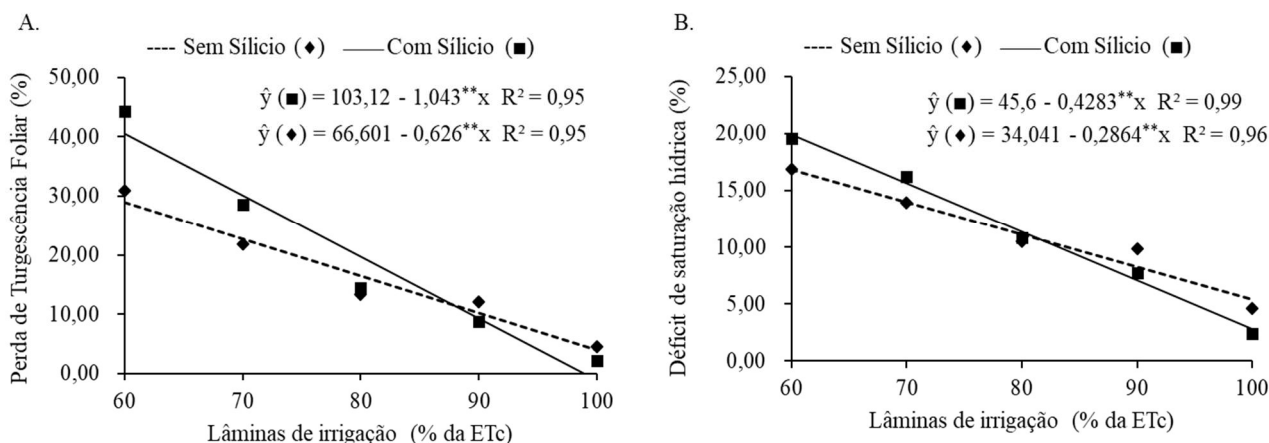 A.
--- Sem Sílicio (♦) — Com Sílicio (■)
Perda de Turgescência Foliar (%)
50,00
40,00
30,00
20,00
10,00
0,00
ŷ (■) = 103,12 - 1,043**x R² = 0,95
ŷ (♦) = 66,601 - 0,626**x R² = 0,95
60 70 80 90 100
Lâminas de irrigação (% da ETc)
B.
--- Sem Sílicio (♦) — Com Sílicio (■)
Déficit de saturação hídrica (%)
25,00
20,00
15,00
10,00
5,00
0,00
ŷ (■) = 45,6 - 0,4283**x R² = 0,99
ŷ (♦) = 34,041 - 0,2864**x R² = 0,96
60 70 80 90 100
Lâminas de irrigação (% da ETc)